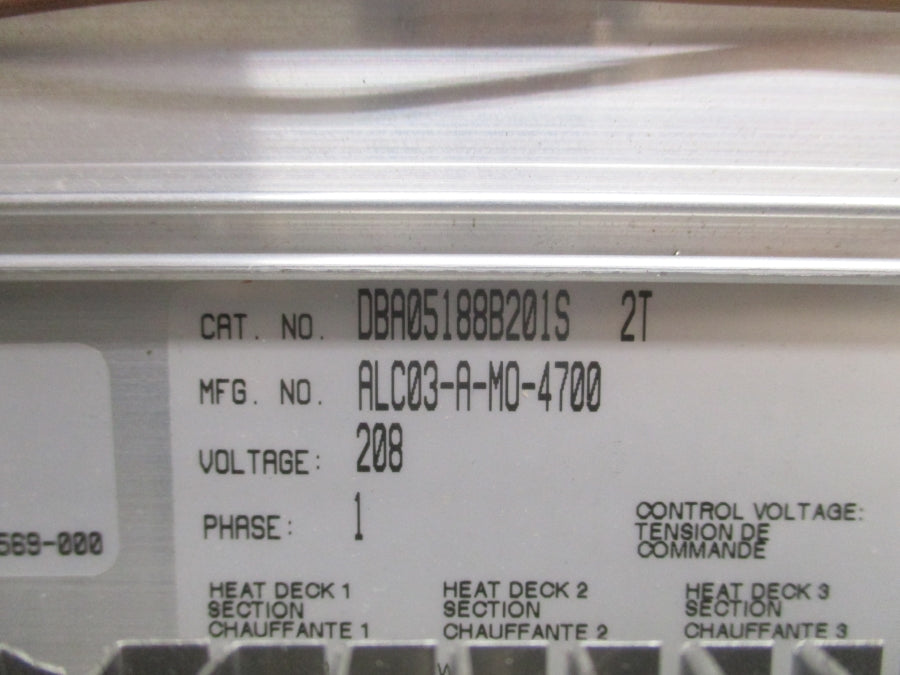 CAT. NO. DBA05188B201S 2T
MFG. NO. ALC03-A-MO-4700
VOLTAGE: 208
PHASE: 1
CONTROL VOLTAGE:
TENSION DE
COMMANDE
569-000
HEAT DECK 1 HEAT DECK 2 HEAT DECK 3
SECTION SECTION SECTION
CHAUFFANTE 1 CHAUFFANTE 2 CHAUFFANTE 3